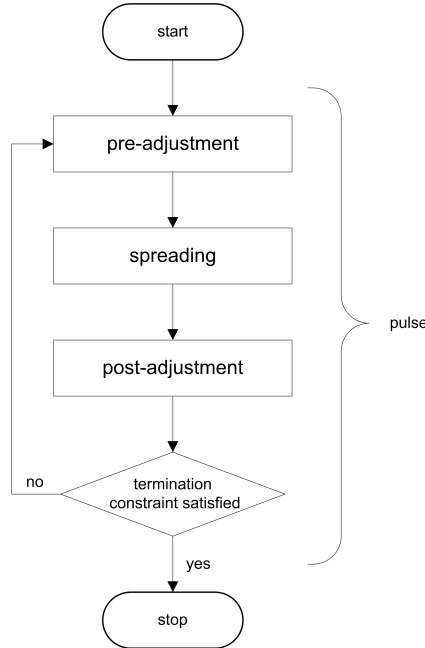 start
pre-adjustment
spreading
pulse
post-adjustment
termination
constraint satisfied
no
yes
stop